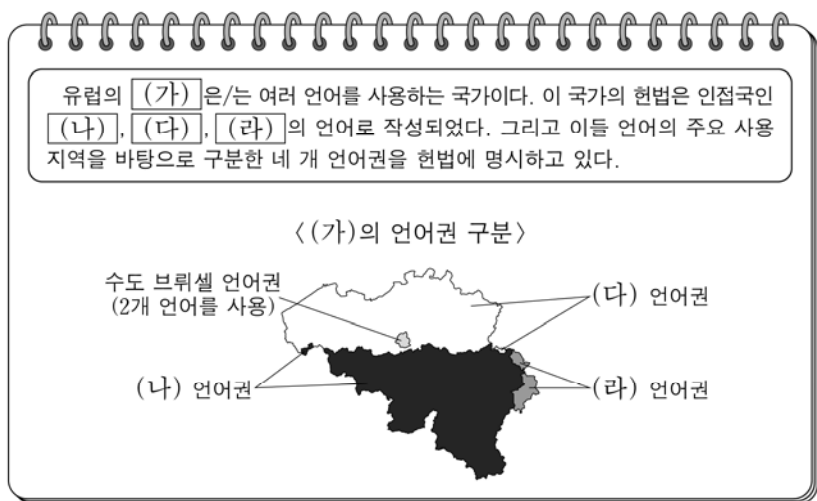 유럽의 (가) 은/는 여러 언어를 사용하는 국가이다. 이 국가의 헌법은 인접국인
(나), (다), (라) 의 언어로 작성되었다. 그리고 이들 언어의 주요 사용
지역을 바탕으로 구분한 네 개 언어권을 헌법에 명시하고 있다.
〈(가)의 언어권 구분〉
수도 브뤼셀 언어권
(2개 언어를 사용)
(다) 언어권
(나) 언어권
(라) 언어권